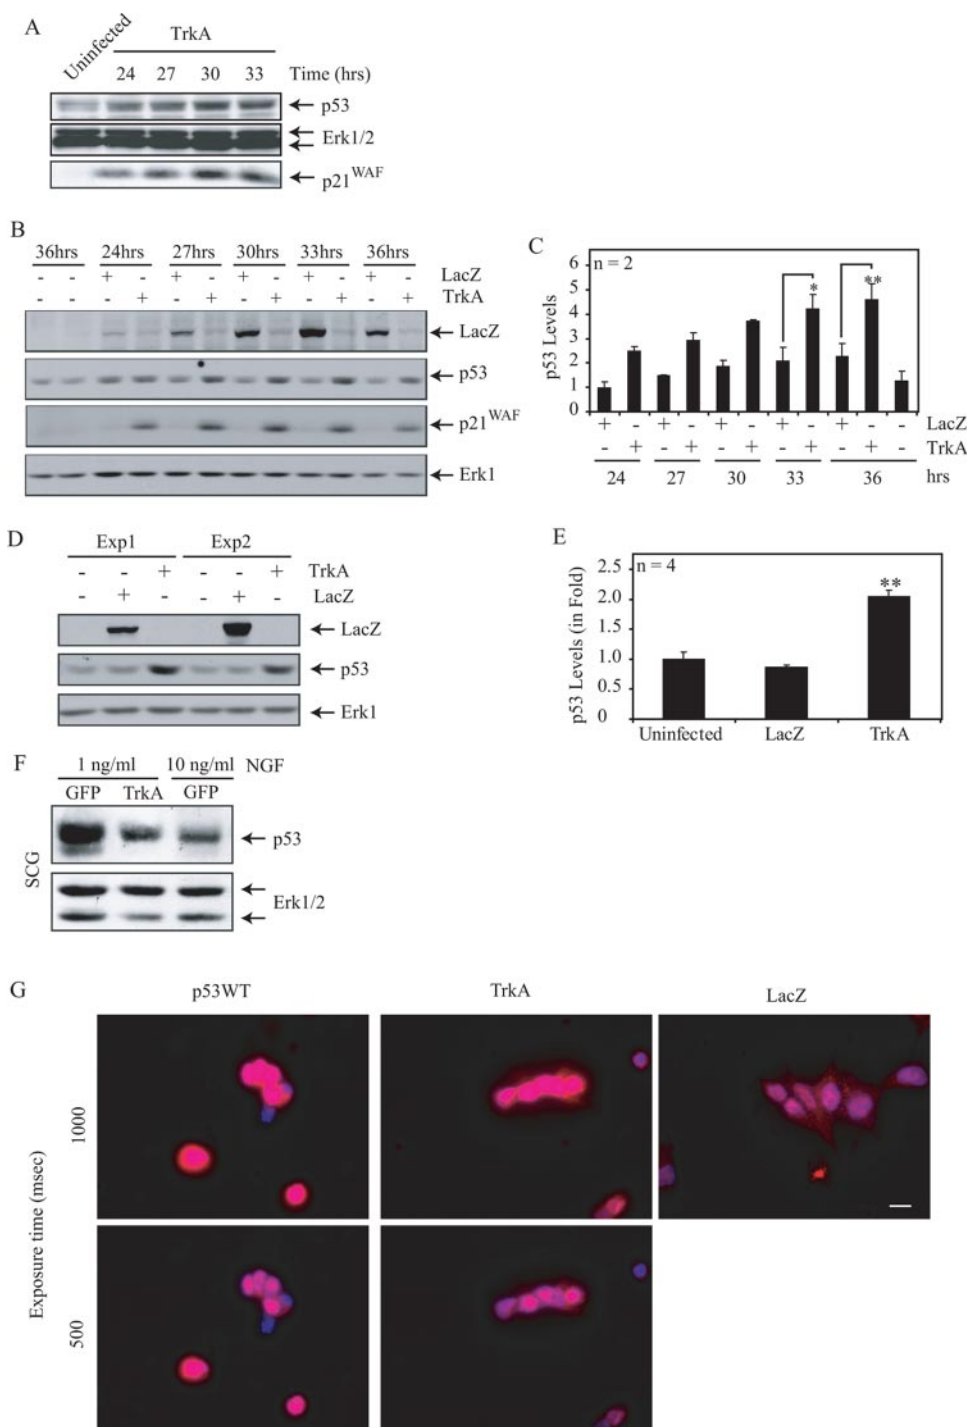 A
Uninfected
TrkA
24 27 30 33 Time (hrs)
p53
Erk1/2
p21WAF
B
36hrs 24hrs 27hrs 30hrs 33hrs 36hrs
- - + - + - + - + - + - LacZ
- - - + - + - + - + - + TrkA
LacZ
p53
p21WAF
Erk1
C
n = 2
p53 Levels
6
5
4
3
2
1
0
* **
+ - + - + - + - + - - LacZ
- + - + - + - + - + - TrkA
24 27 30 33 36 hrs
D
Exp1 Exp2
- - + - - + TrkA
- + - - + - LacZ
LacZ
p53
Erk1
E
n = 4
p53 Levels (in Fold)
2.5
2.0
1.5
1.0
0.5
0
**
Uninfected LacZ TrkA
F
1 ng/ml 10 ng/ml NGF
GFP TrkA GFP
SCG
p53
Erk1/2
G
p53WT TrkA LacZ
Exposure time (msec)
1000
500